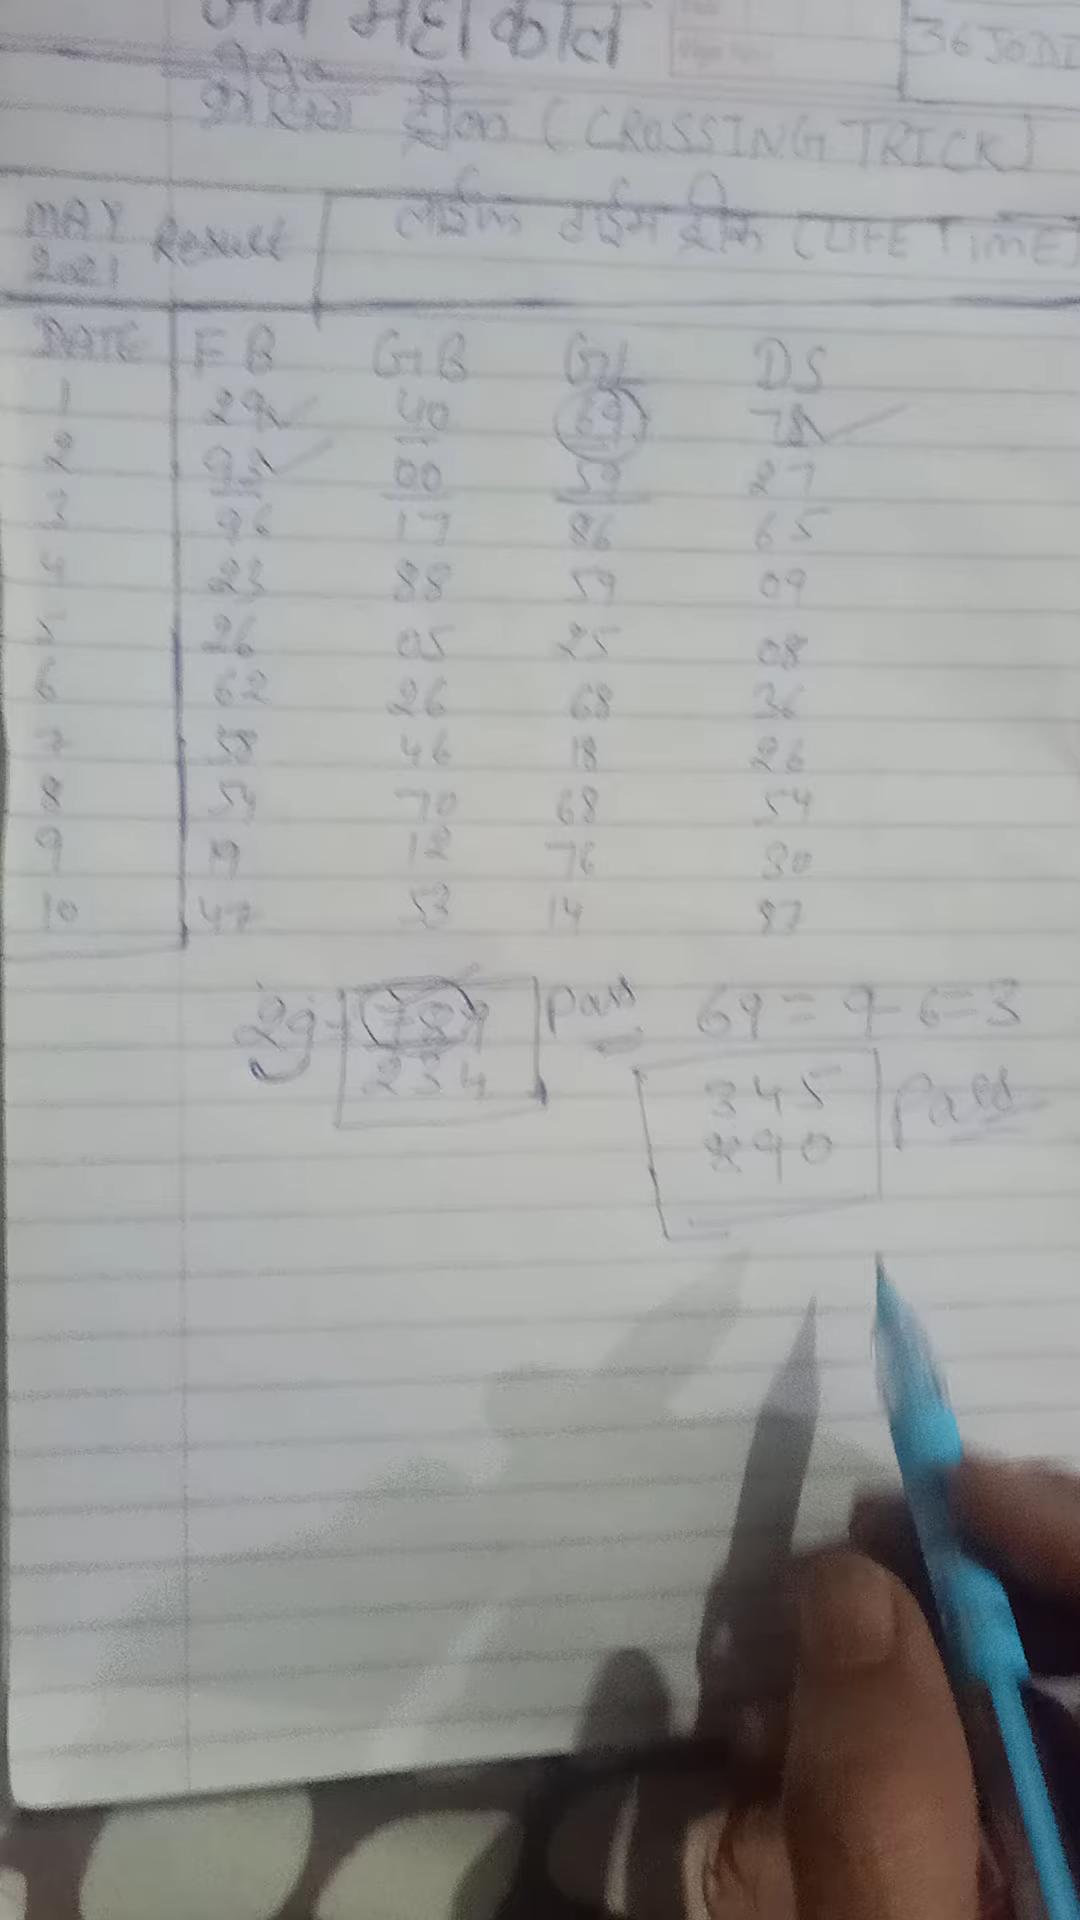 जय महाकाल
36 JODI
क्रोसिंग ट्रीक (CROSSING TRICK)
MAY 2021 Result लाईफ टाईम ट्रीक (LIFE TIME)
DATE FB GB GL DS
1 29 40 69 78
2 93 00 59 27
3 96 17 86 65
4 23 88 59 09
5 26 05 25 08
6 62 26 68 36
7 58 46 18 26
8 54 70 68 54
9 19 12 76 80
10 47 53 14 87
29 789 Pass 69 = 9-6=3
234
345 Pass
890